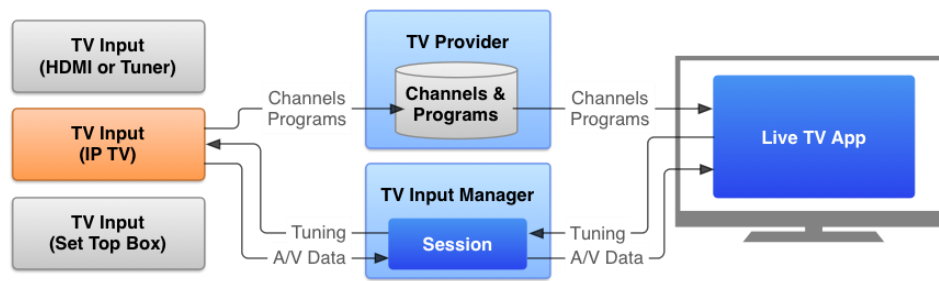 TV Input
(HDMI or Tuner)
TV Input
(IP TV)
TV Input
(Set Top Box)
Channels
Programs
Tuning
A/V Data
TV Provider
Channels &
Programs
TV Input Manager
Session
Channels
Programs
Tuning
A/V Data
Live TV App